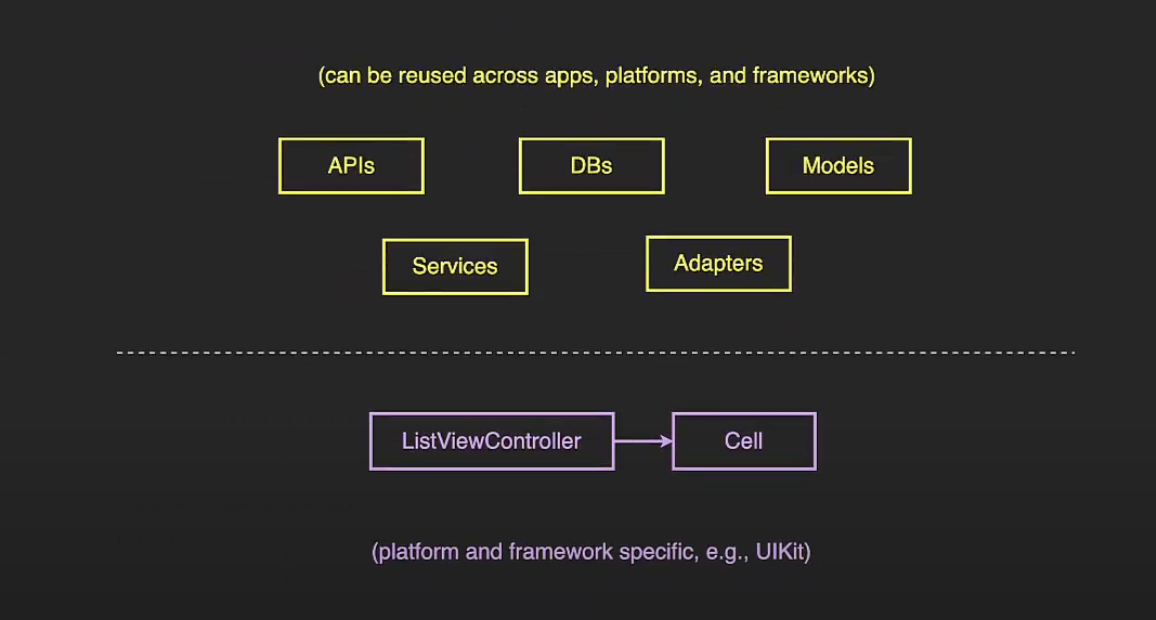 (can be reused across apps, platforms, and frameworks)
APIs
DBs
Models
Services
Adapters
ListViewController
Cell
(platform and framework specific, e.g., UIKit)